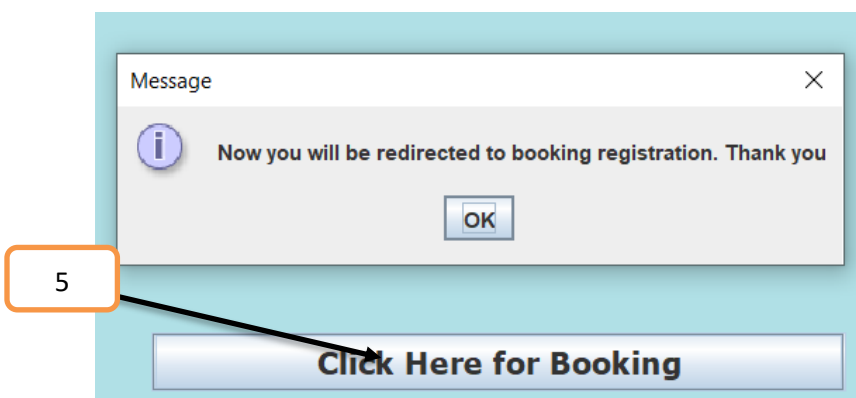 Message
Now you will be redirected to booking registration. Thank you
OK
5
Click Here for Booking